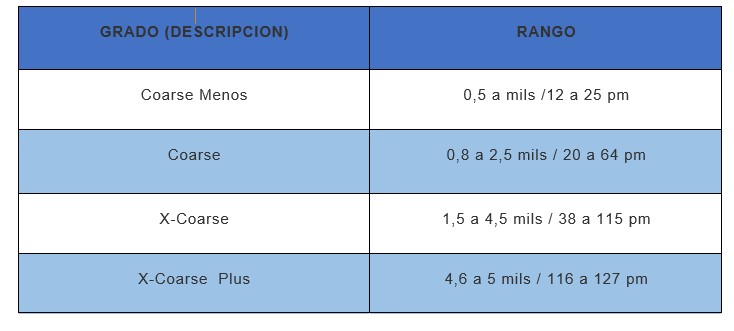 GRADO (DESCRIPCION) RANGO
Coarse Menos 0,5 a mils /12 a 25 pm
Coarse 0,8 a 2,5 mils / 20 a 64 pm
X-Coarse 1,5 a 4,5 mils / 38 a 115 pm
X-Coarse Plus 4,6 a 5 mils / 116 a 127 pm